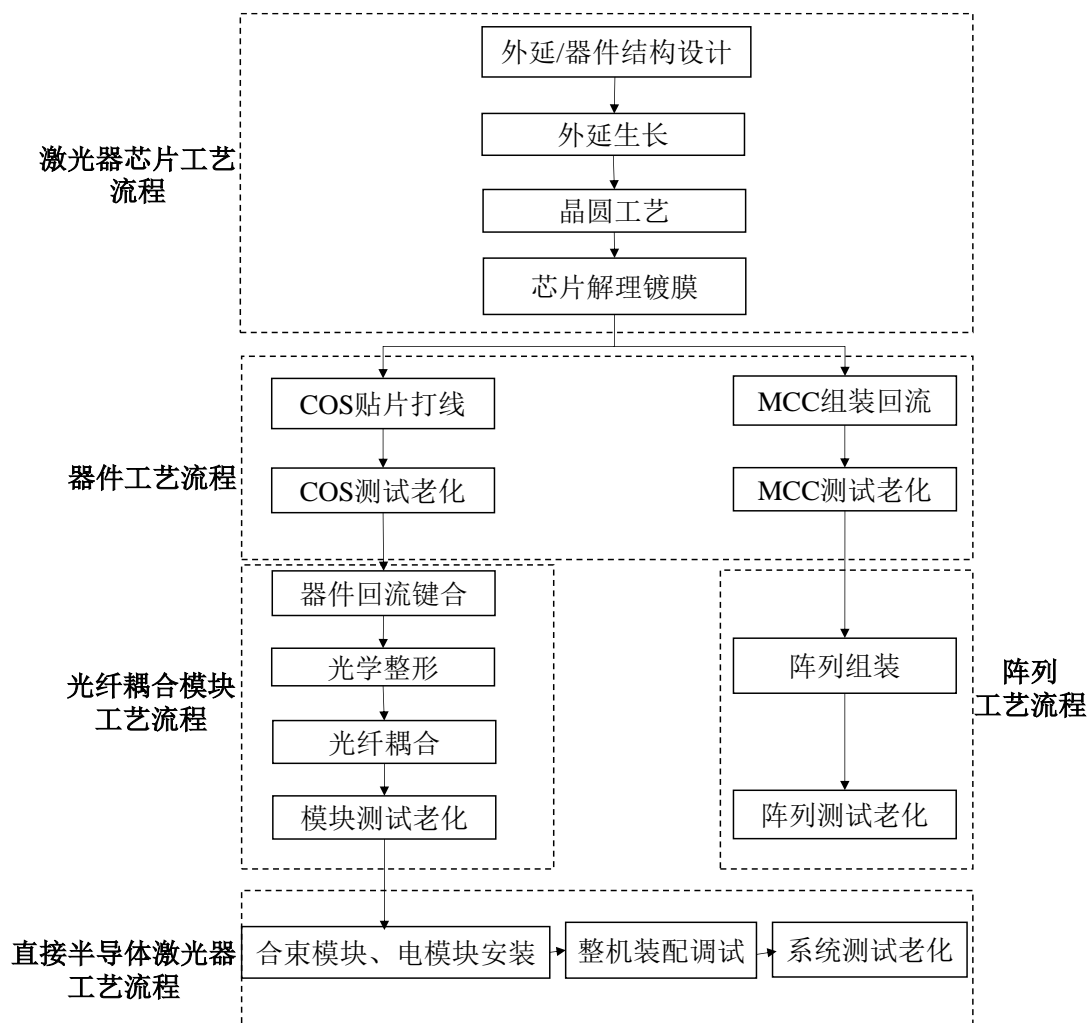 外延/器件结构设计
外延生长
激光器芯片工艺
流程
晶圆工艺
芯片解理镀膜
COS贴片打线
MCC组装回流
器件工艺流程
COS测试老化
MCC测试老化
器件回流键合
光学整形
光纤耦合模块
工艺流程
阵列组装
阵列
工艺流程
光纤耦合
模块测试老化
阵列测试老化
直接半导体激光器
工艺流程
合束模块、电模块安装
整机装配调试
系统测试老化